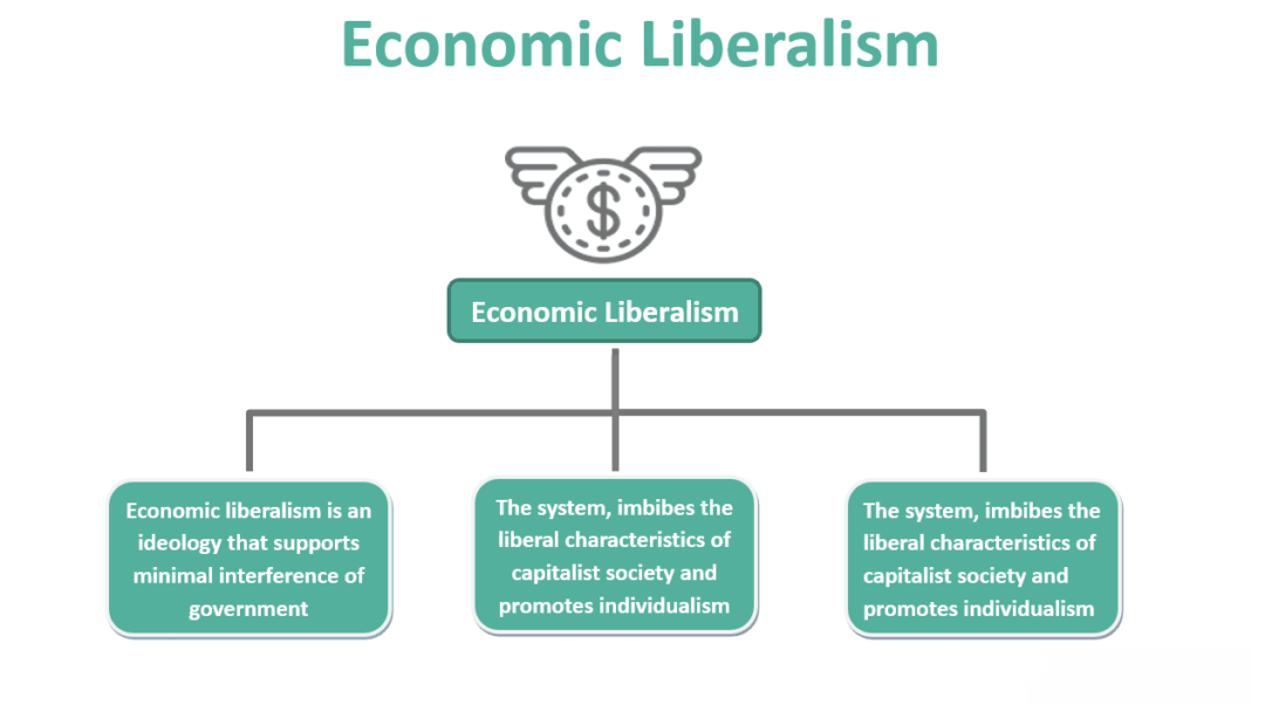 Economic Liberalism
$
Economic Liberalism
Economic liberalism is an
ideology that supports
minimal interference of
government
The system, imbibes the
liberal characteristics of
capitalist society and
promotes individualism
The system, imbibes the
liberal characteristics of
capitalist society and
promotes individualism